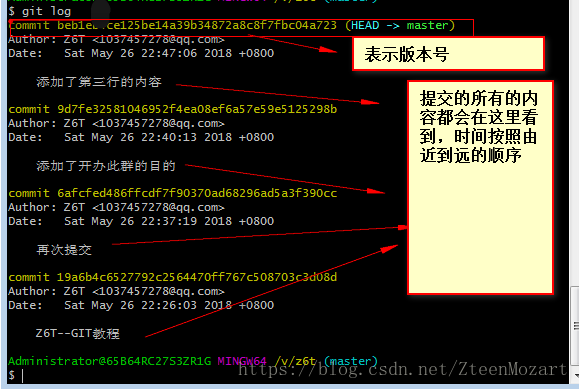 $ git log
(HEAD -> master)
Author: Z6T <1037457278@qq.com>
Date: Sat May 26 22:47:06 2018 +0800
表示版本号
添加了第三行的内容
commit 9d7fe32581046952f4ea08ef6a57e59e5125298b
Author: Z6T <1037457278@qq.com>
Date: Sat May 26 22:40:13 2018 +0800
添加了开办此群的目的
commit 6afcfed486ffcdf7f90370ad68296ad5a3f390cc
Author: Z6T <1037457278@qq.com>
Date: Sat May 26 22:37:19 2018 +0800
再次提交
commit 19a6b4c6527792c2564470ff767c508703c3d08d
Author: Z6T <1037457278@qq.com>
Date: Sat May 26 22:26:03 2018 +0800
Z6T--GIT教程
提交的所有的内
容都会在这里看
到，时间按照由
近到远的顺序
Administrator@65B64RC27S3ZR1G MINGW64 /v/z6t (master)
$
https://blog.csdn.net/ZteenMozart